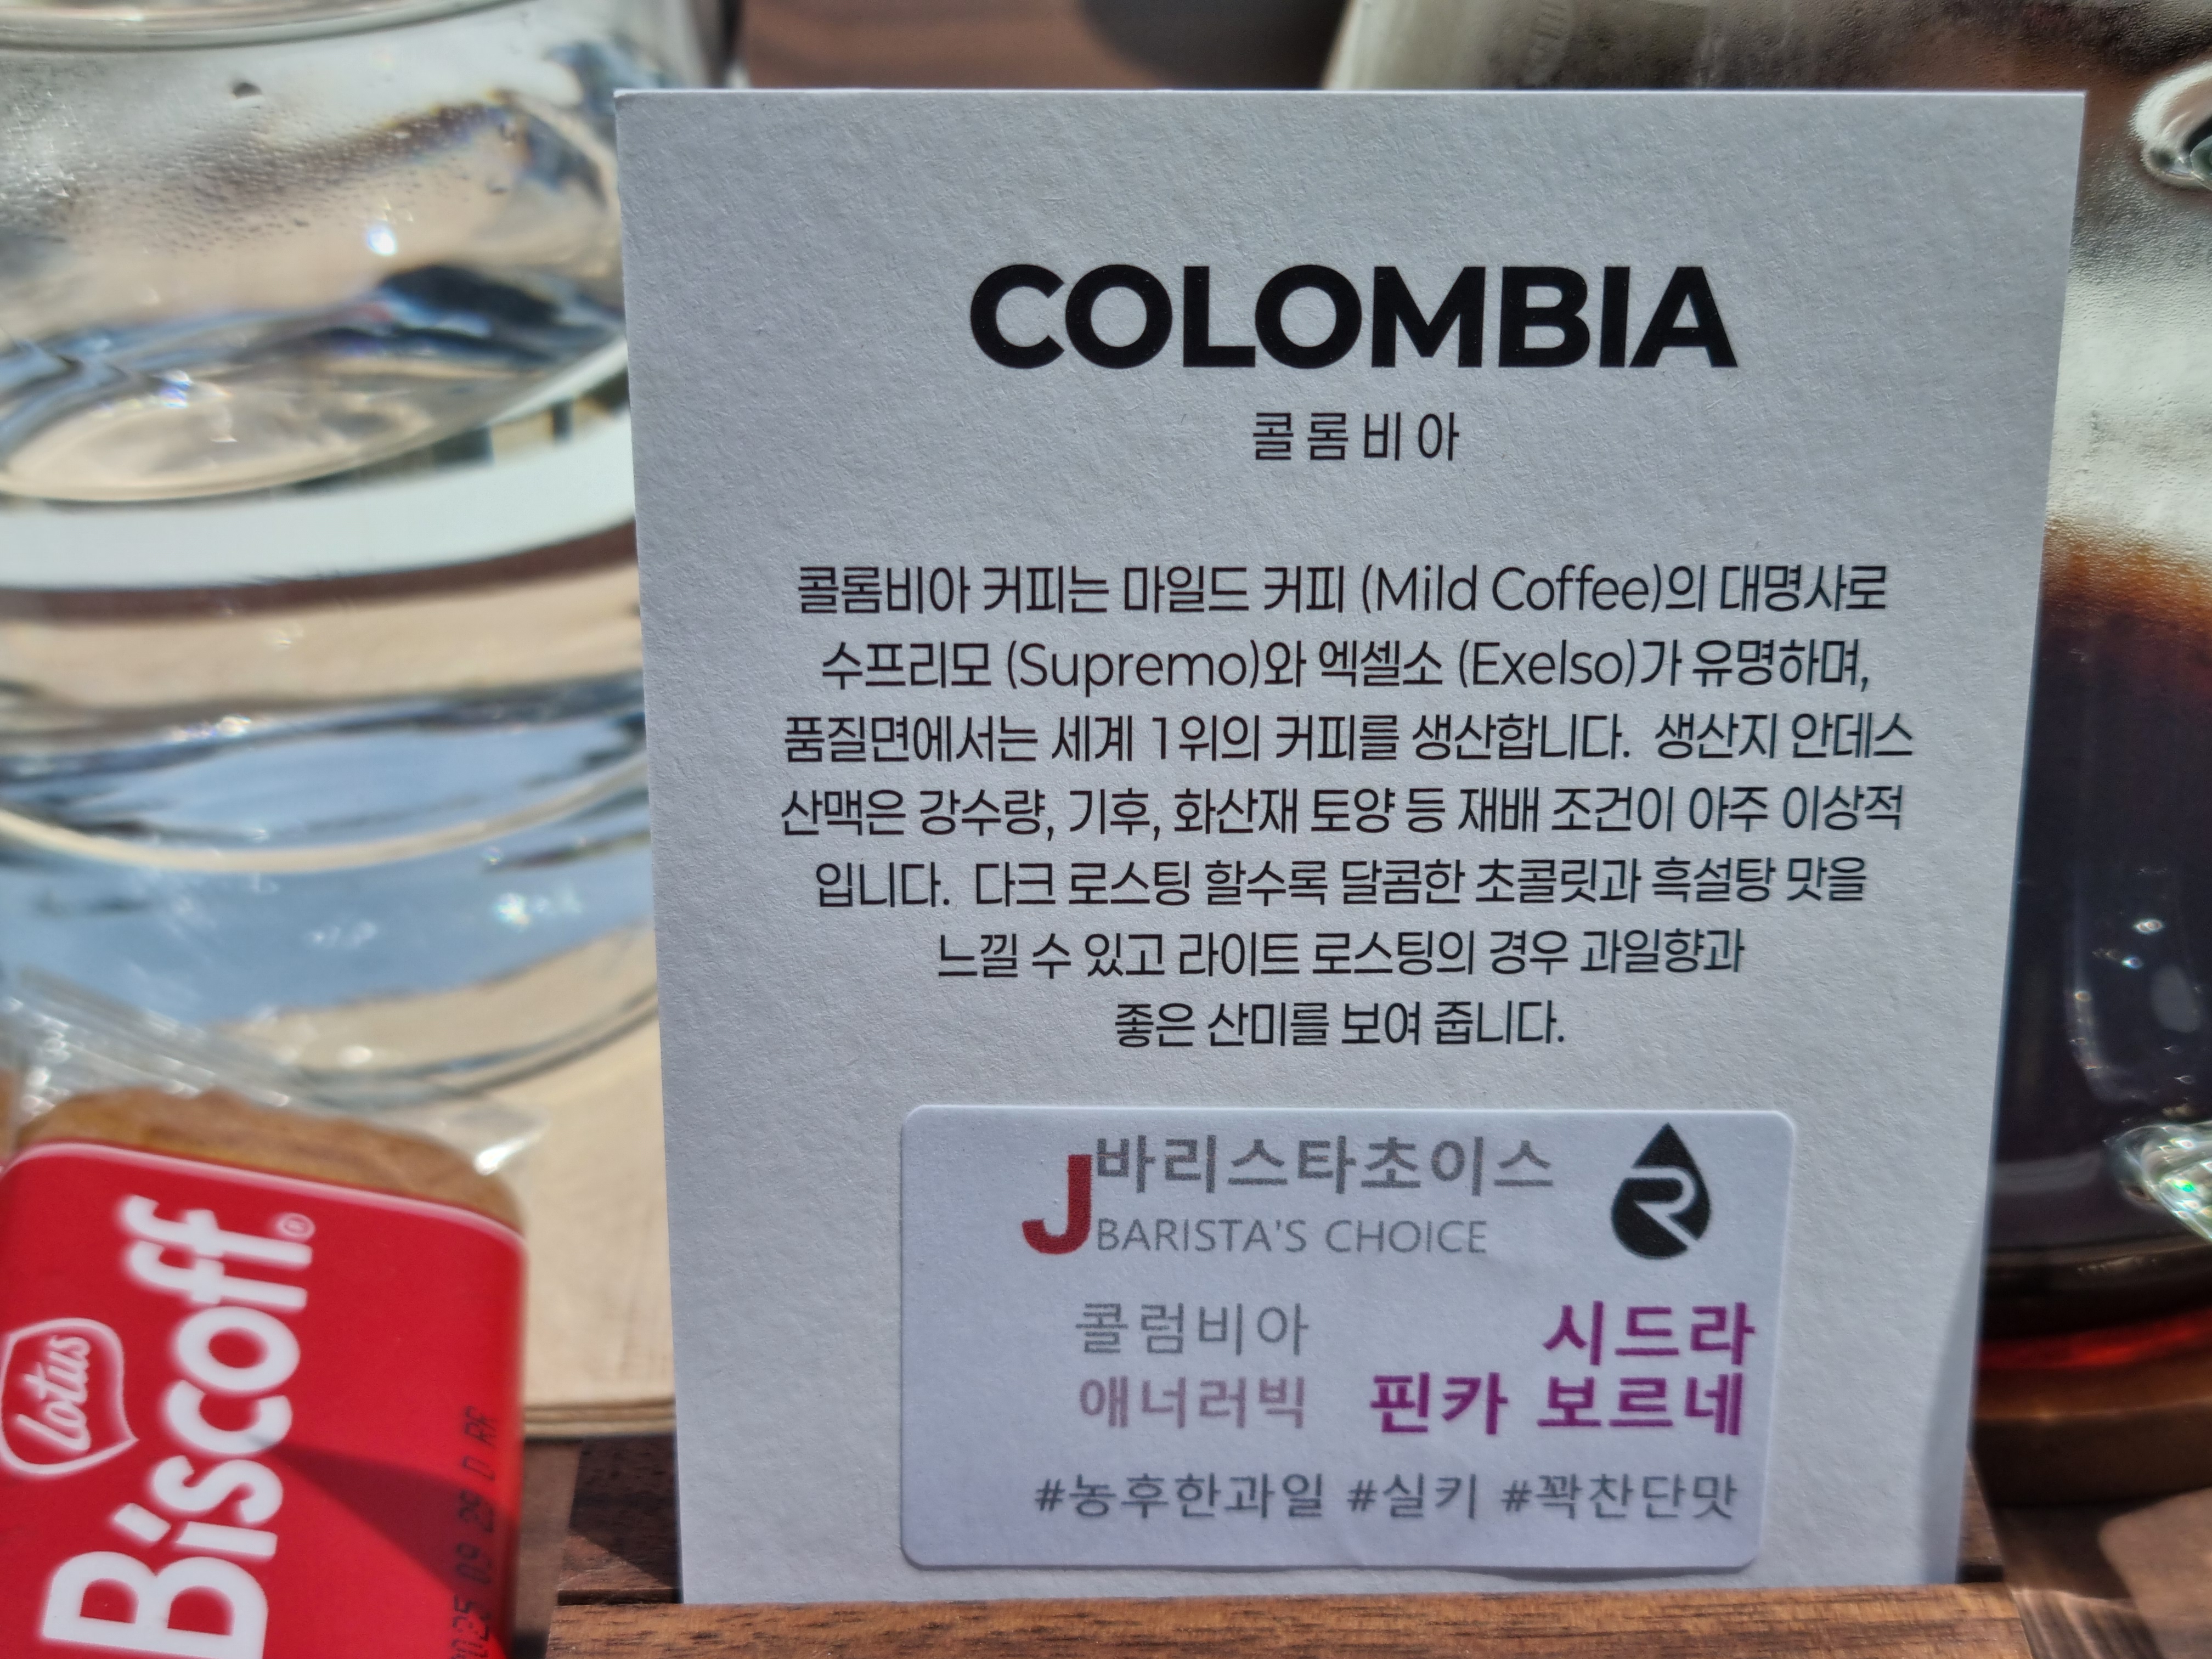 COLOMBIA
콜롬비아
콜롬비아 커피는 마일드 커피 (Mild Coffee)의 대명사로
수프리모 (Supremo)와 엑셀소 (Exelso)가 유명하며,
품질면에서는 세계 1위의 커피를 생산합니다. 생산지 안데스
산맥은 강수량, 기후, 화산재 토양 등 재배 조건이 아주 이상적
입니다. 다크 로스팅 할수록 달콤한 초콜릿과 흑설탕 맛을
느낄 수 있고 라이트 로스팅의 경우 과일향과
좋은 산미를 보여 줍니다.
J바리스타초이스
BARISTA'S CHOICE
R
콜럼비아 시드라
애너러빅 핀카 보르네
#농후한과일 #실키 #꽉찬단맛
Lotus
Biscoff®
2025 09 29 D AF